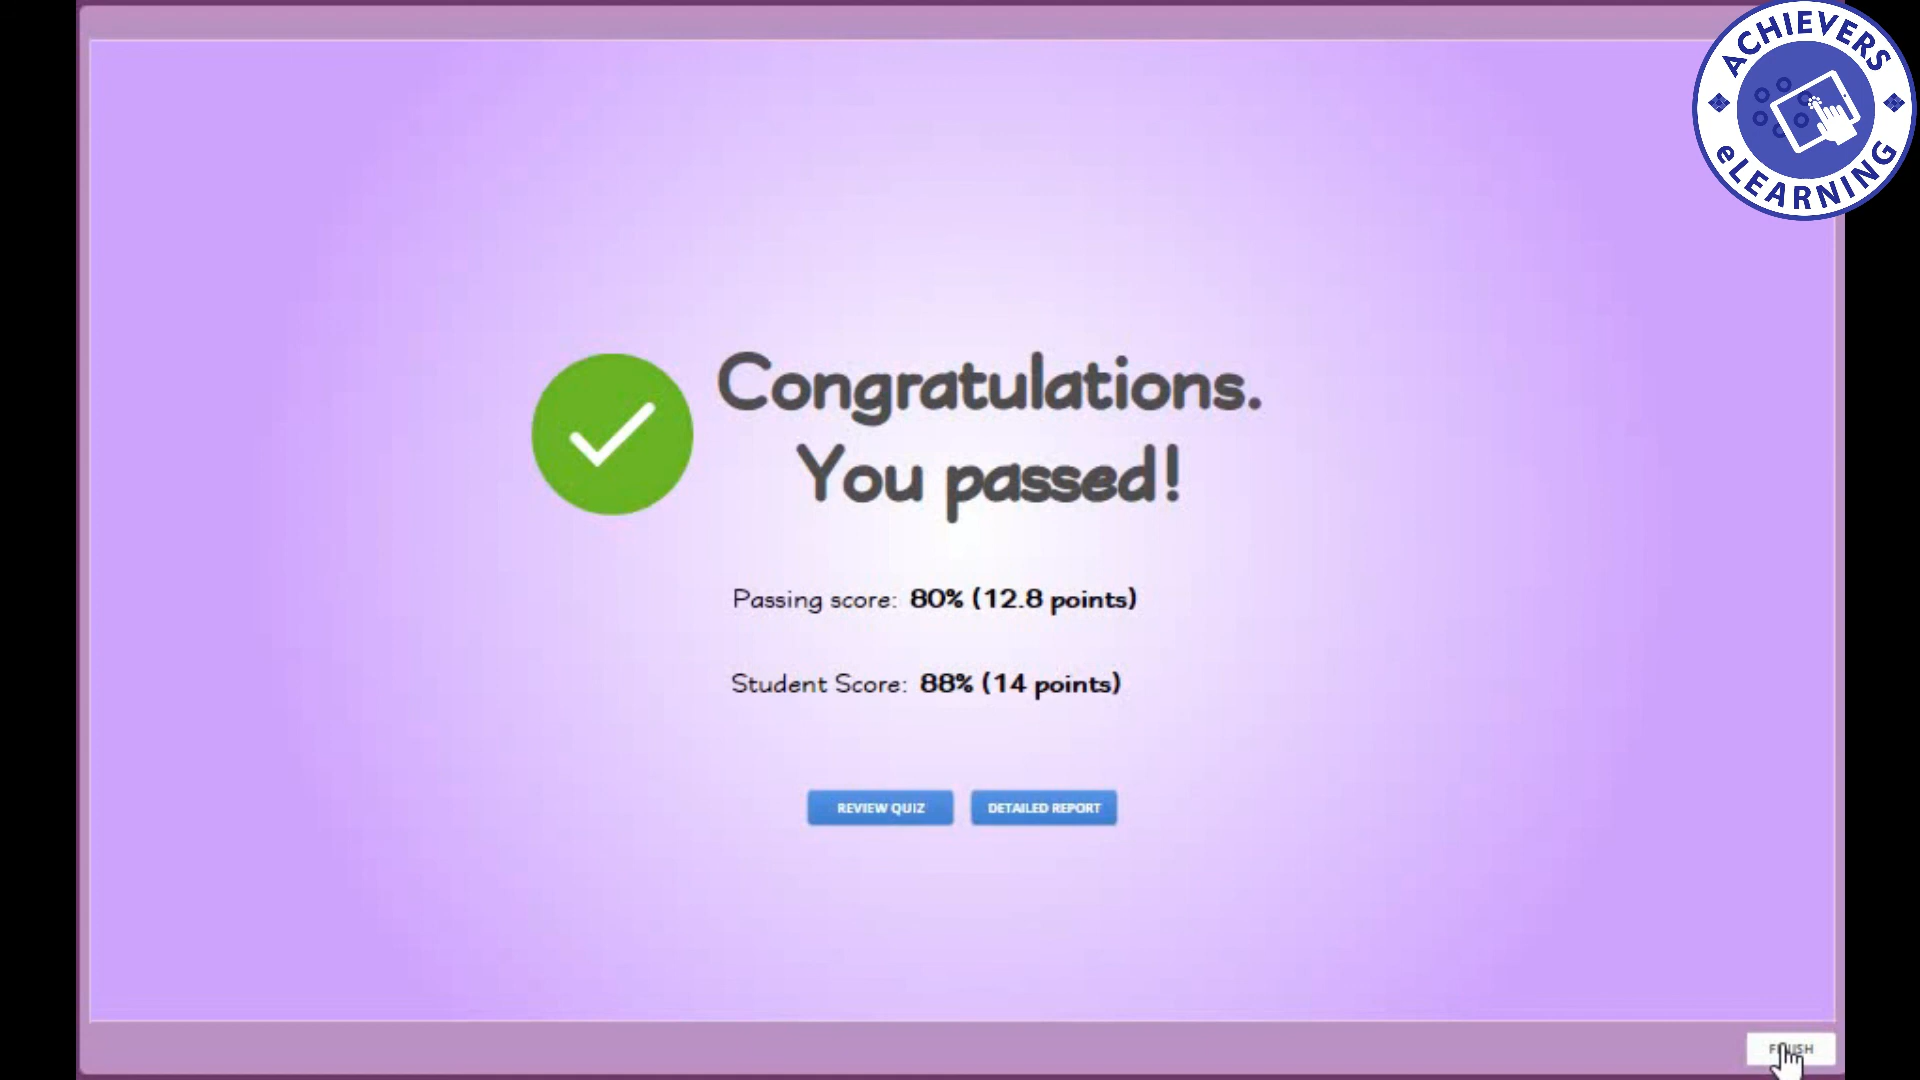 ACHIEVERS
eLEARNING
Congratulations.
You passed!
Passing score: 80% (12.8 points)
Student Score: 88% (14 points)
REVIEW QUIZ
DETAILED REPORT
FINISH